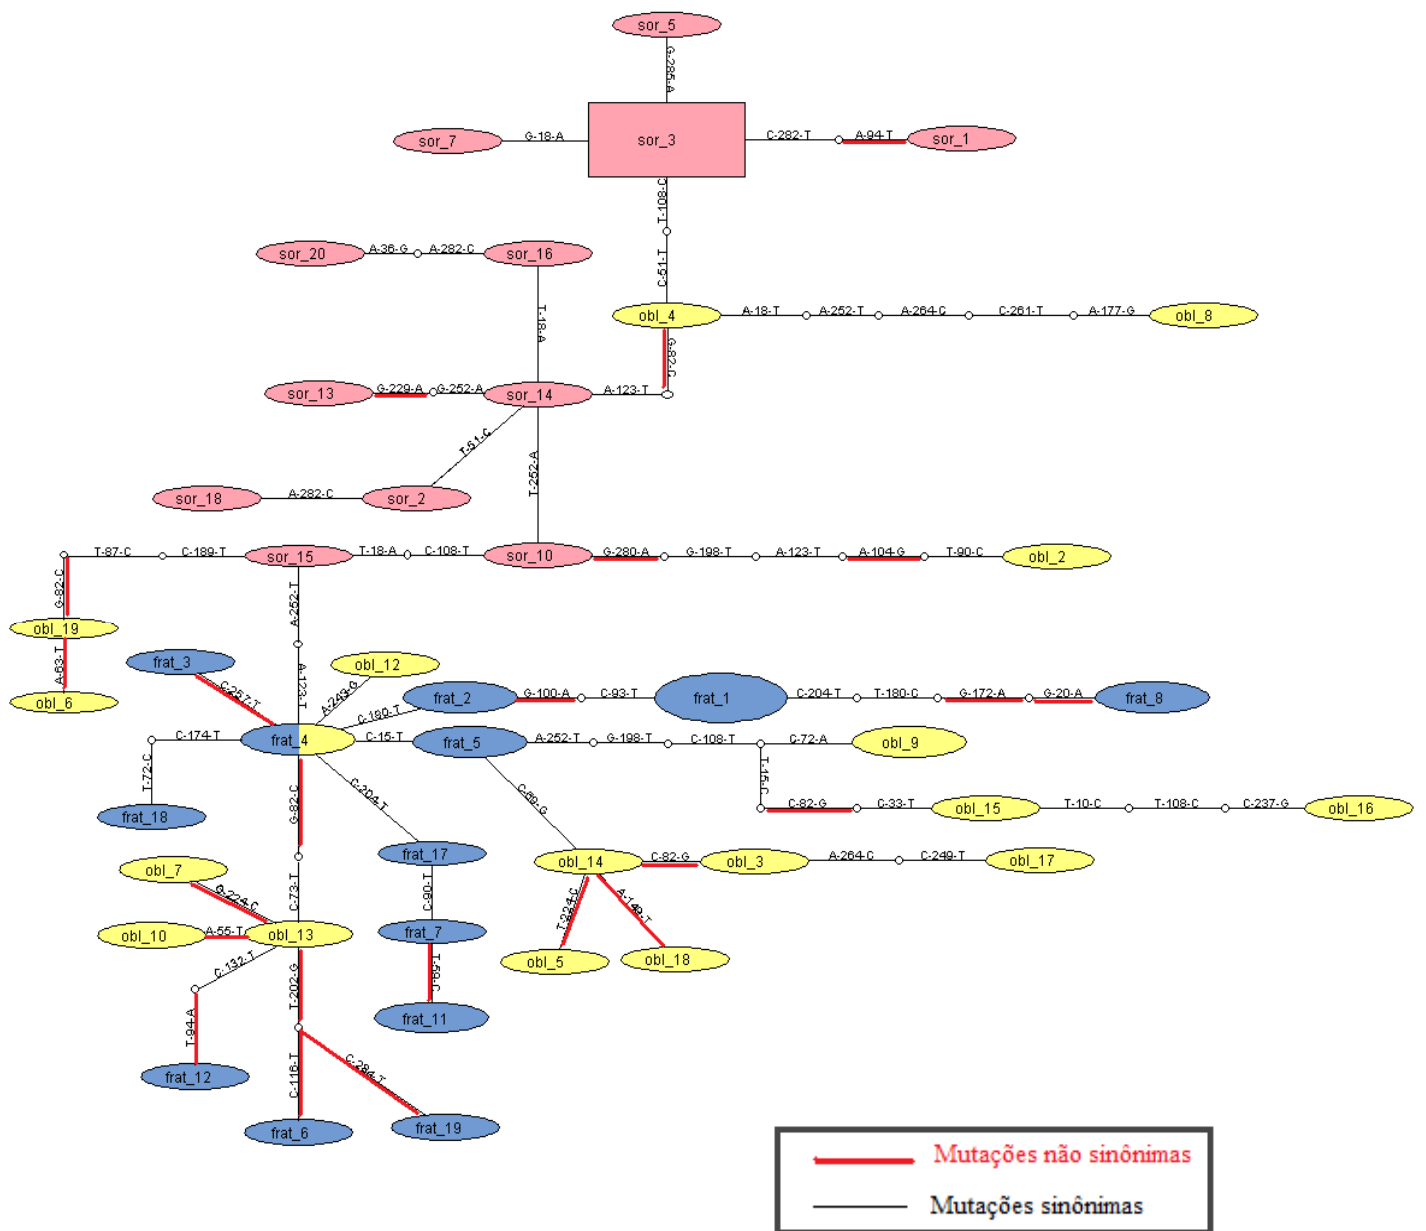 sor_5
G-285-A
sor_7
G-18-A
sor_3
C-282-T
A-94-T
sor_1
T-108-C
C-51-T
sor_20
A-36-G
A-282-C
sor_16
T-18-A
obl_4
A-18-T
A-252-T
A-264-C
C-261-T
A-177-G
obl_8
sor_13
G-229-A
G-252-A
sor_14
A-123-T
T-51-C
T-252-A
sor_18
A-282-C
sor_2
T-87-C
C-189-T
sor_15
T-18-A
C-108-T
sor_10
G-280-A
G-198-T
A-123-T
A-104-G
T-90-C
obl_2
G-82-C
A-252-T
obl_19
A-63-T
obl_6
frat_3
C-257-T
A-123-T
A-243-G
obl_12
C-180-T
frat_2
G-100-A
C-93-T
frat_1
C-204-T
T-180-C
G-172-A
G-20-A
frat_8
C-174-T
frat_4
C-15-T
frat_5
A-252-T
G-198-T
C-108-T
C-72-A
obl_9
T-72-C
frat_18
G-82-C
C-204-T
C-69-G
T-15-C
C-82-G
C-33-T
obl_15
T-10-C
T-108-C
C-237-G
obl_16
frat_17
obl_14
C-82-G
obl_3
A-264-C
C-249-T
obl_17
obl_7
G-224-C
C-73-T
T-90-C
T-224-C
A-149-T
obl_10
A-55-T
obl_13
frat_7
obl_5
obl_18
C-132-T
T-202-G
frat_11
T-94-A
frat_12
C-116-T
C-284-T
frat_6
frat_19
Mutações não sinônimas
Mutações sinônimas